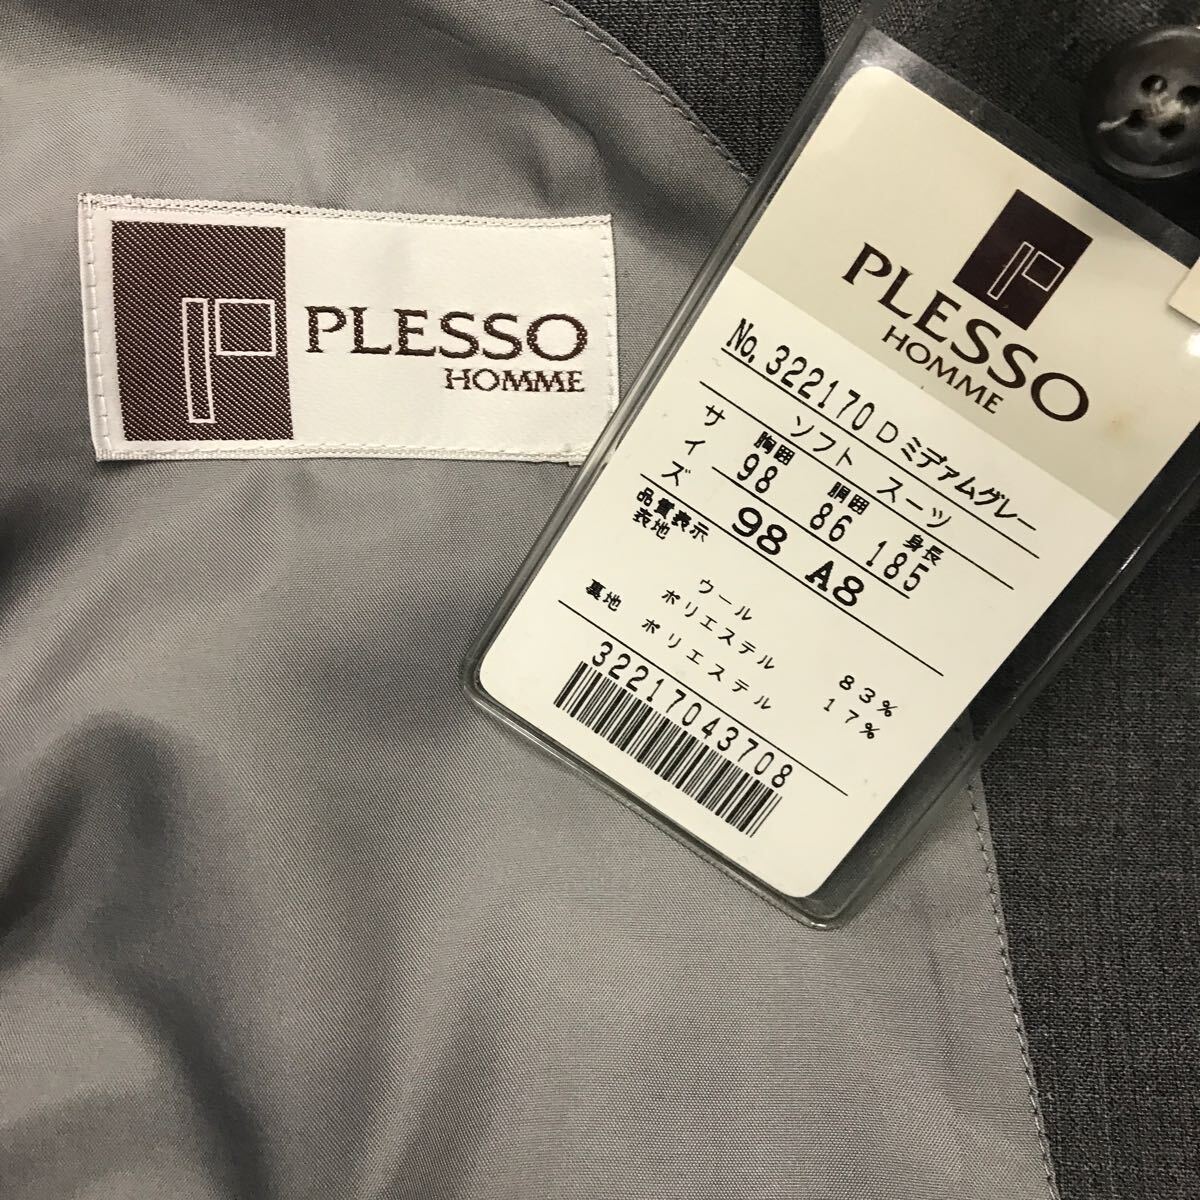 PLESSO
HOMME
PLESSO
HOMME
No. 322170 D ミディアムグレー
ソフト スーツ
サイズ 胸囲 胴囲 身長
98 86 185
98 A8
品質表示
表地
ウール 83%
ポリエステル 17%
裏地 ポリエステル
32217043708